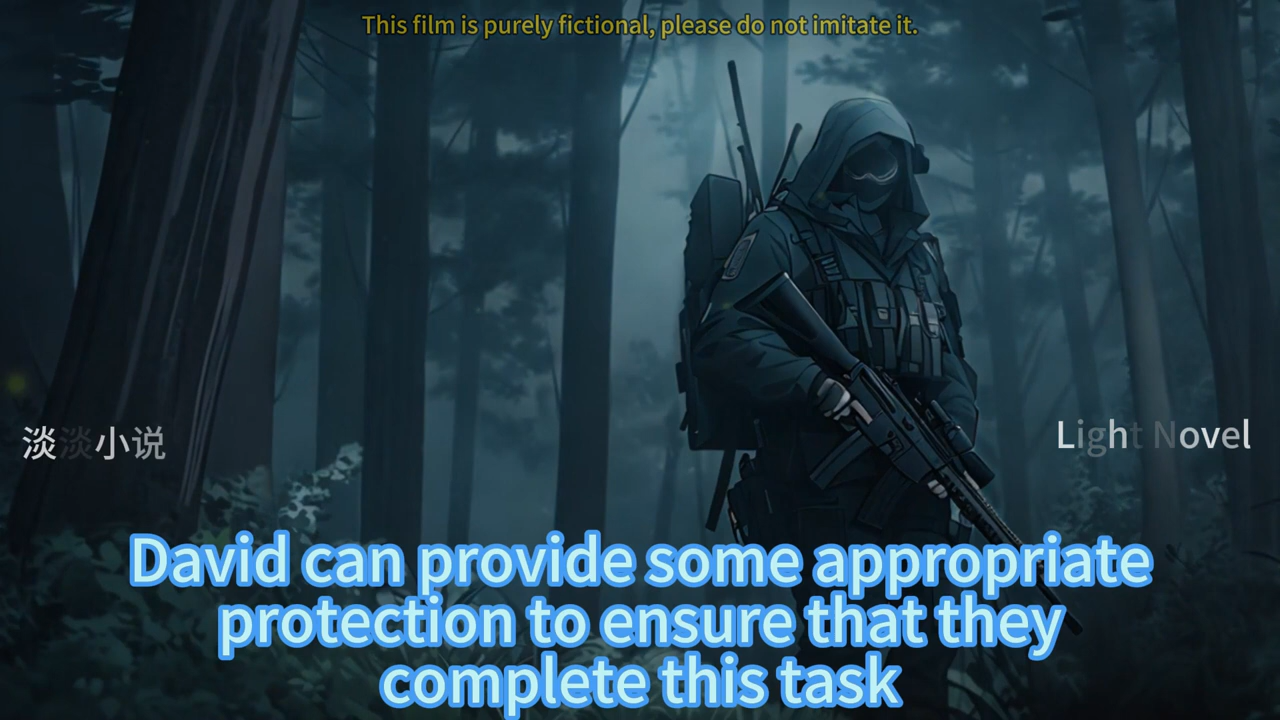 This film is purely fictional, please do not imitate it.
淡淡小说
Light Novel
David can provide some appropriate
protection to ensure that they
complete this task